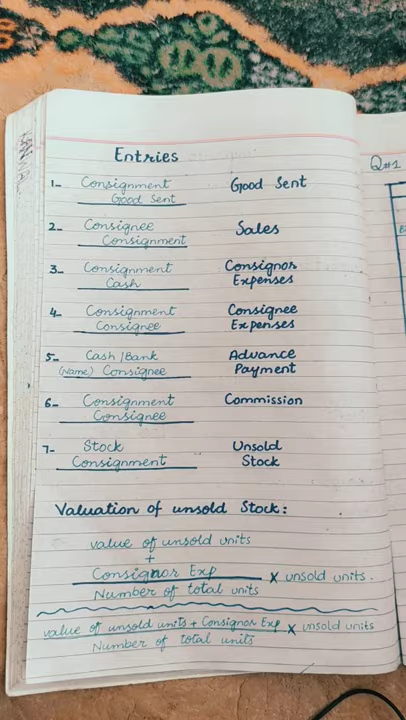 Entries
1- Consignment Good Sent
Good Sent
2- Consignee Sales
Consignment
3- Consignment Consignor
Cash Expenses
4- Consignment Consignee
Consignee Expenses
5- Cash/Bank Advance
(Name) Consignee Payment
6- Consignment Commission
Consignee
7- Stock Unsold
Consignment Stock
Valuation of unsold Stock:
value of unsold units
+
Consignor Exp X unsold units.
Number of total units
value of unsold units + Consignor Exp X unsold units
Number of total units
Q#1